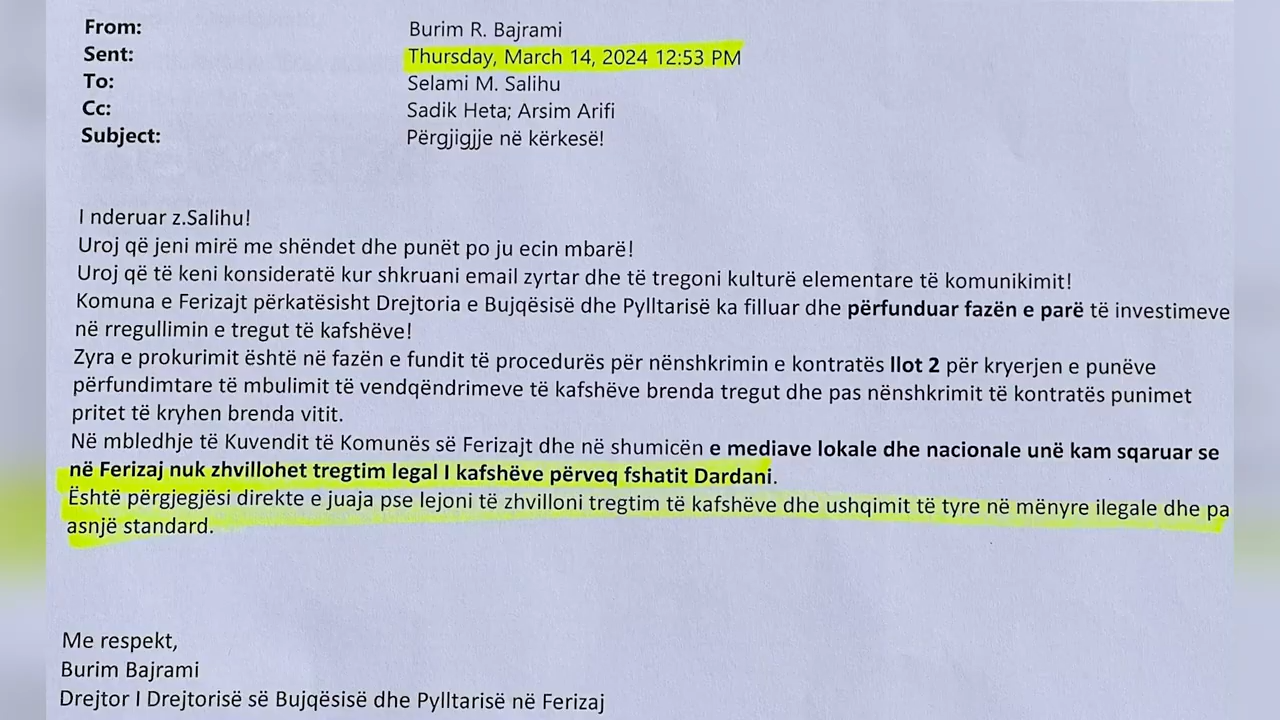 From: Burim R. Bajrami
Sent: Thursday, March 14, 2024 12:53 PM
To: Selami M. Salihu
Cc: Sadik Heta; Arsim Arifi
Subject: Përgjigjje në kërkesë!
I nderuar z.Salihu!
Uroj që jeni mirë me shëndet dhe punët po ju ecin mbarë!
Uroj që të keni konsideratë kur shkruani email zyrtar dhe të tregoni kulturë elementare të komunikimit!
Komuna e Ferizajt përkatësisht Drejtoria e Bujqësisë dhe Pylltarisë ka filluar dhe përfunduar fazën e parë të investimeve
në rregullimin e tregut të kafshëve!
Zyra e prokurimit është në fazën e fundit të procedurës për nënshkrimin e kontratës llot 2 për kryerjen e punëve
përfundimtare të mbulimit të vendqëndrimeve të kafshëve brenda tregut dhe pas nënshkrimit të kontratës punimet
pritet të kryhen brenda vitit.
Në mbledhje të Kuvendit të Komunës së Ferizajt dhe në shumicën e mediave lokale dhe nacionale unë kam sqaruar se
në Ferizaj nuk zhvillohet tregtim legal I kafshëve përveq fshatit Dardani.
Është përgjegjësi direkte e juaja pse lejoni të zhvilloni tregtim të kafshëve dhe ushqimit të tyre në mënyre ilegale dhe pa
asnjë standard.
Me respekt,
Burim Bajrami
Drejtor I Drejtorisë së Bujqësisë dhe Pylltarisë në Ferizaj